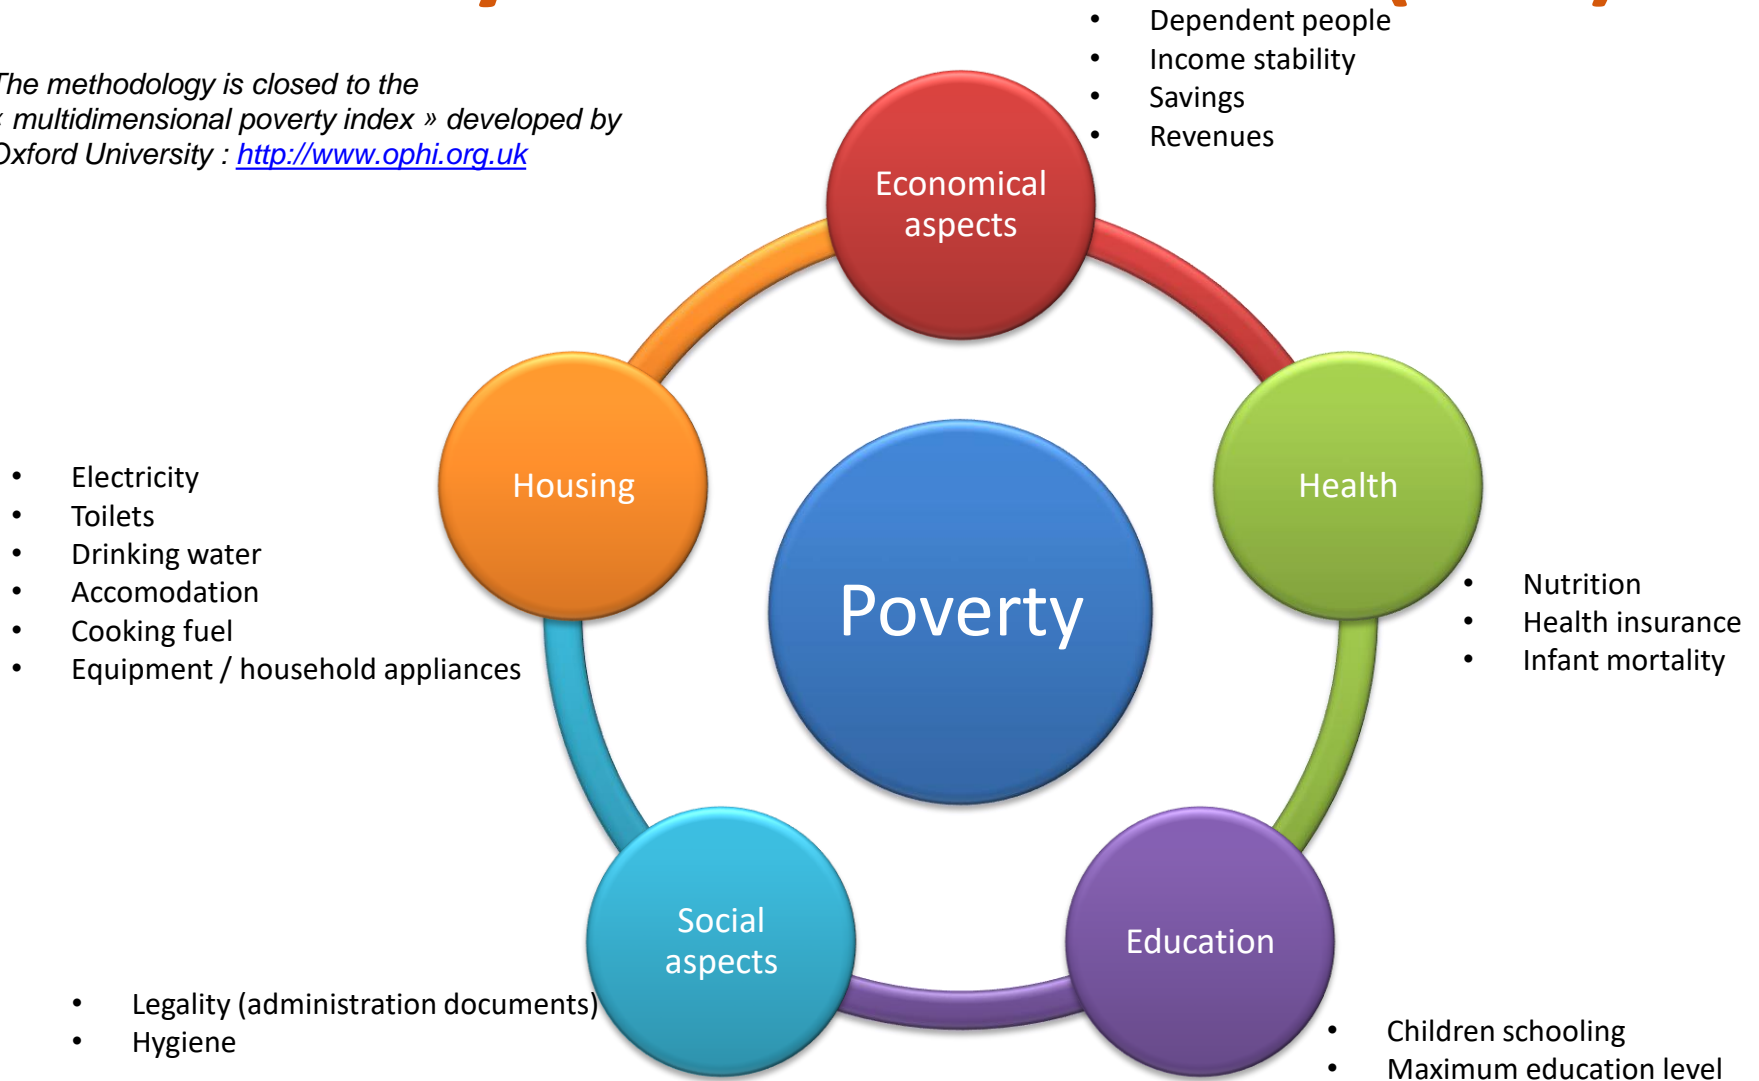 The methodology is closed to the
« multidimensional poverty index » developed by
Oxford University : http://www.ophi.org.uk
• Dependent people
• Income stability
• Savings
• Revenues
Economical
aspects
Housing
Health
• Electricity
• Toilets
• Drinking water
• Accomodation
• Cooking fuel
• Equipment / household appliances
Poverty
• Nutrition
• Health insurance
• Infant mortality
Social
aspects
Education
• Legality (administration documents)
• Hygiene
• Children schooling
• Maximum education level